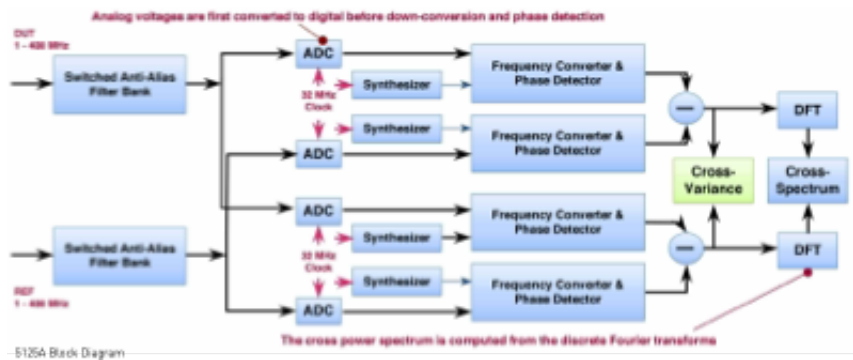 Analog voltages are first converted to digital before down-conversion and phase detection
DUT
1 - 400 MHz
Switched Anti-Alias
Filter Bank
ADC
Synthesizer
32 MHz
Clock
Synthesizer
ADC
Frequency Converter &
Phase Detector
Frequency Converter &
Phase Detector
DFT
Cross-
Variance
Cross-
Spectrum
Switched Anti-Alias
Filter Bank
REF
1 - 400 MHz
ADC
Synthesizer
32 MHz
Clock
Synthesizer
ADC
Frequency Converter &
Phase Detector
Frequency Converter &
Phase Detector
DFT
The cross power spectrum is computed from the discrete Fourier transforms
5125A Block Diagram